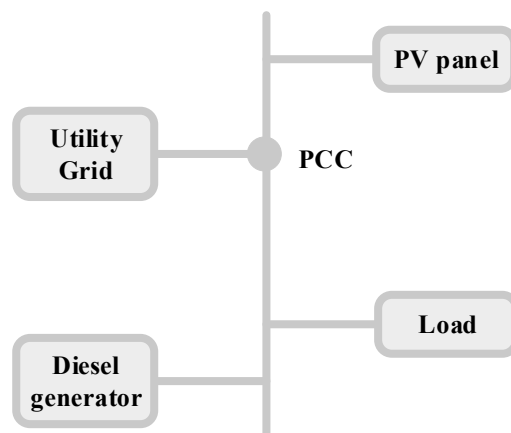 PV panel
Utility
Grid
PCC
Load
Diesel
generator